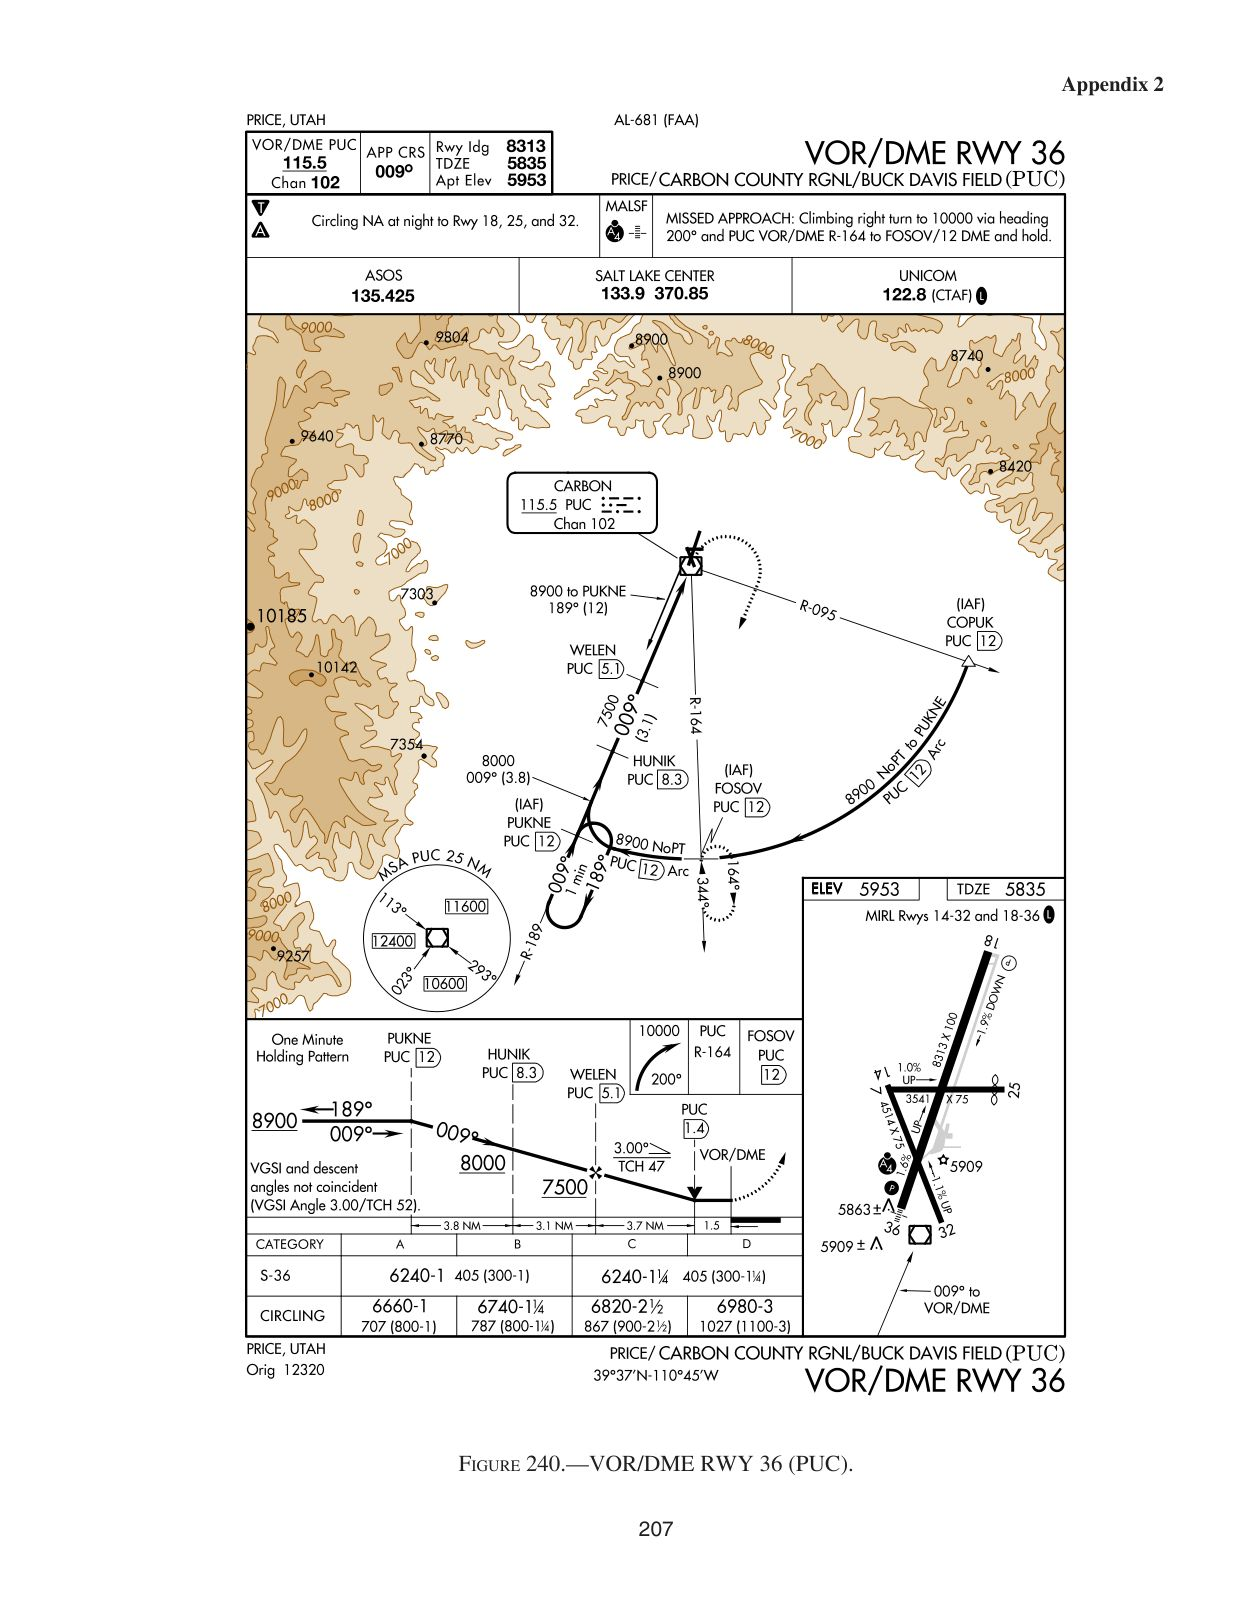 Appendix 2
PRICE, UTAH
AL-681 (FAA)
VOR/DME PUC
115.5
Chan 102
APP CRS
009°
Rwy ldg 8313
TDZE 5835
Apt Elev 5953
VOR/DME RWY 36
PRICE/CARBON COUNTY RGNL/BUCK DAVIS FIELD (PUC)
T
A
Circling NA at night to Rwy 18, 25, and 32.
MALSF
A4
MISSED APPROACH: Climbing right turn to 10000 via heading
200° and PUC VOR/DME R-164 to FOSOV/12 DME and hold.
ASOS
135.425
SALT LAKE CENTER
133.9 370.85
UNICOM
122.8 (CTAF) L
9000
9804
8900
8000
8740
8000
8900
9640
8770
7000
8420
9000
8000
CARBON
115.5 PUC
Chan 102
7000
7303
8900 to PUKNE
189° (12)
R-095
(IAF)
COPUK
PUC 12
10185
WELEN
PUC 5.1
10142
7500
009°
(3.1)
R-164
7354
8000
009° (3.8)
HUNIK
PUC 8.3
(IAF)
FOSOV
PUC 12
8900 NoPT to PUKNE
PUC 12 Arc
(IAF)
PUKNE
PUC 12
8900 NoPT
PUC 12 Arc
009°
1 min
189°
164°
344°
R-189
MSA PUC 25 NM
113°
11600
12400
023°
293°
10600
8000
9000
9257
7000
ELEV 5953
TDZE 5835
MIRL Rwys 14-32 and 18-36 L
18
P
1.9% DOWN
8313 X 100
14
1.0%
UP
7
3541 X 75
25
4514 X 75
UP
1.6%
A4
P
5909
1.1% UP
5863±
36
32
5909 ±
009° to
VOR/DME
One Minute
Holding Pattern
PUKNE
PUC 12
HUNIK
PUC 8.3
WELEN
PUC 5.1
10000
200°
PUC
R-164
FOSOV
PUC
12
PUC
1.4
8900
189°
009°
009°
8000
7500
3.00°
TCH 47
VOR/DME
VGSI and descent
angles not coincident
(VGSI Angle 3.00/TCH 52).
3.8 NM
3.1 NM
3.7 NM
1.5
CATEGORY A B C D
S-36 6240-1 405 (300-1) 6240-1¼ 405 (300-1¼)
CIRCLING 6660-1 6740-1¼ 6820-2½ 6980-3
707 (800-1) 787 (800-1¼) 867 (900-2½) 1027 (1100-3)
PRICE, UTAH
Orig 12320
39°37'N-110°45'W
PRICE/CARBON COUNTY RGNL/BUCK DAVIS FIELD (PUC)
VOR/DME RWY 36
FIGURE 240.—VOR/DME RWY 36 (PUC).
207